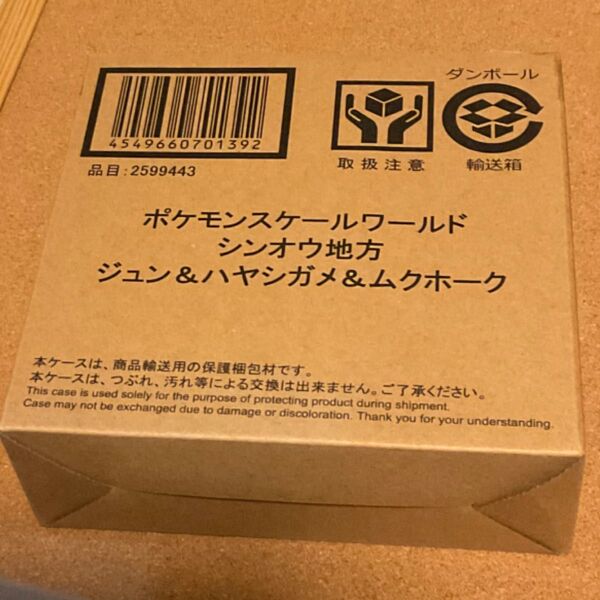 4549660701392
品目:2599443
取扱注意
ダンボール
輸送箱
ポケモンスケールワールド
シンオウ地方
ジュン&ハヤシガメ&ムクホーク
本ケースは、商品輸送用の保護梱包材です。
本ケースは、つぶれ、汚れ等による交換は出来ません。ご了承ください。
This case is used solely for the purpose of protecting product during shipment.
Case may not be exchanged due to damage or discoloration. Thank you for your understanding.